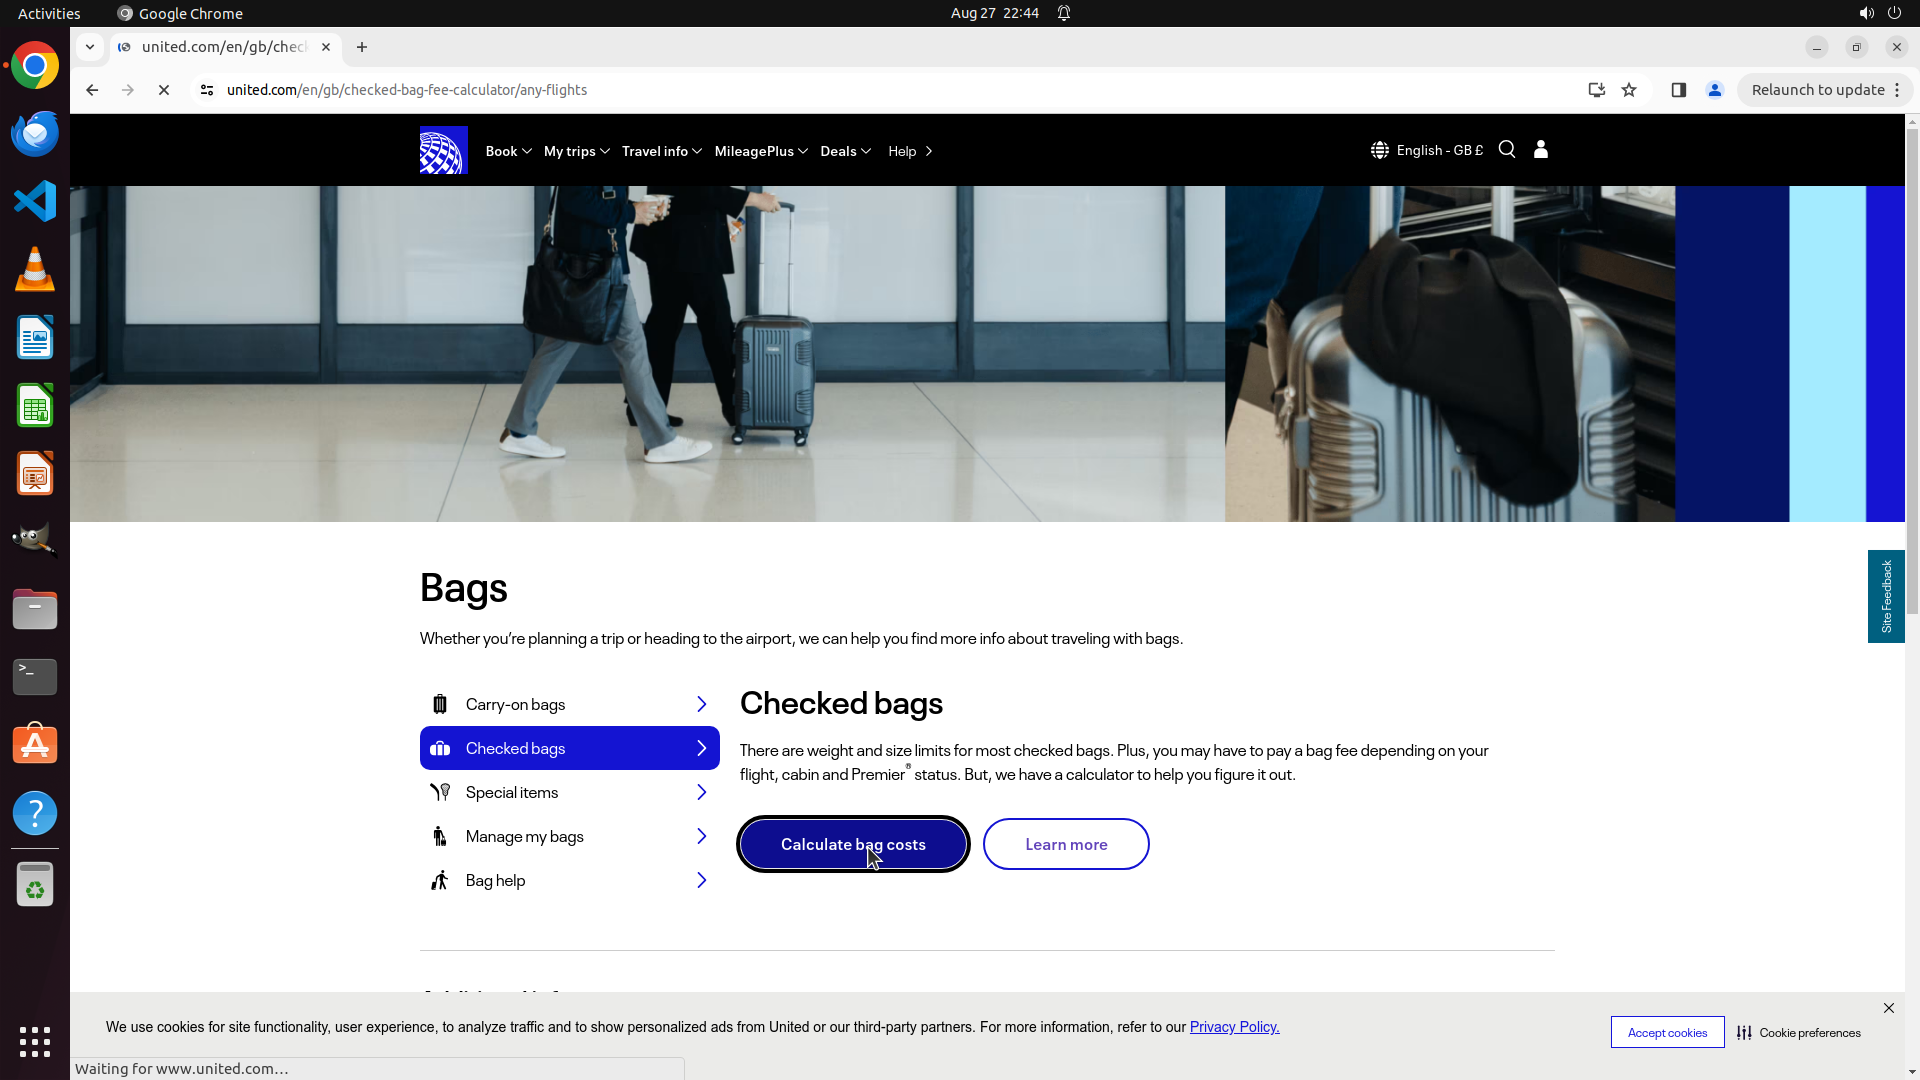 Activities
Google Chrome
Aug 27 22:44
united.com/en/gb/chec
united.com/en/gb/checked-bag-fee-calculator/any-flights
Relaunch to update
Book
My trips
Travel info
MileagePlus
Deals
Help
English - GB £
Site Feedback
Bags
Whether you're planning a trip or heading to the airport, we can help you find more info about traveling with bags.
Carry-on bags
Checked bags
Special items
Manage my bags
Bag help
Checked bags
There are weight and size limits for most checked bags. Plus, you may have to pay a bag fee depending on your
flight, cabin and Premier® status. But, we have a calculator to help you figure it out.
Calculate bag costs
Learn more
We use cookies for site functionality, user experience, to analyze traffic and to show personalized ads from United or our third-party partners. For more information, refer to our Privacy Policy.
Accept cookies
Cookie preferences
Waiting for www.united.com…